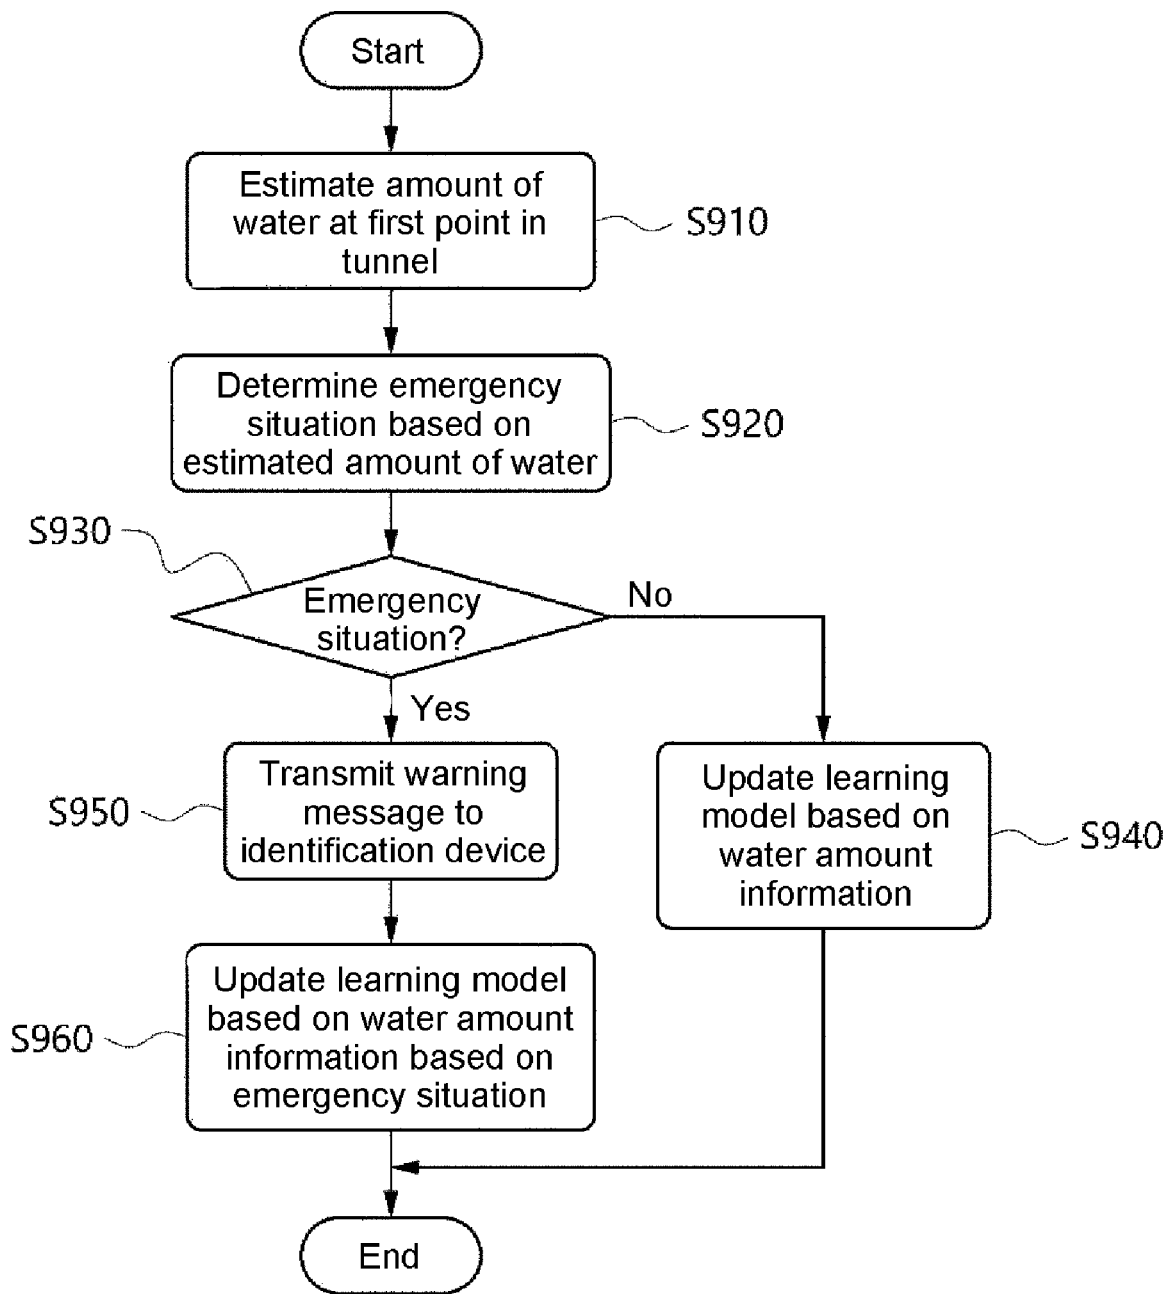 Start
Estimate amount of
water at first point in
tunnel
S910
Determine emergency
situation based on
estimated amount of water
S920
S930
Emergency
situation?
No
Yes
Transmit warning
message to
identification device
S950
Update learning
model based on
water amount
information
S940
Update learning model
based on water amount
information based on
emergency situation
S960
End